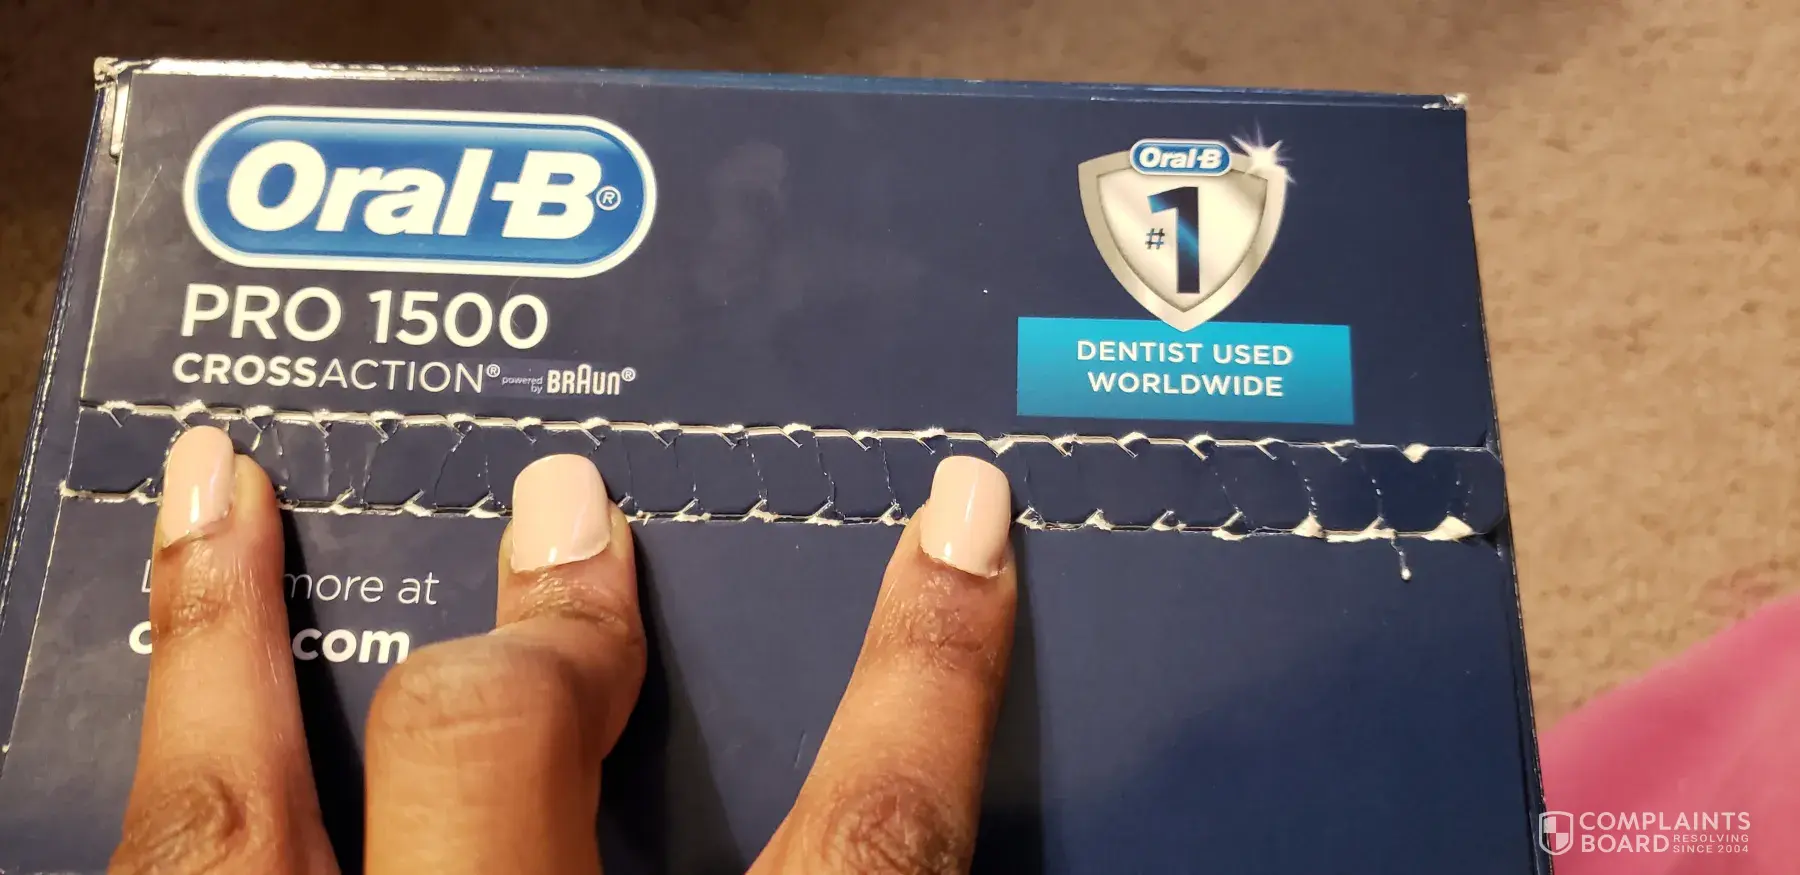 Oral-B®
PRO 1500
CROSSACTION® powered by BRAUN®
Oral-B
#1
DENTIST USED
WORLDWIDE
more at
.com
COMPLAINTS
BOARD RESOLVING SINCE 2004